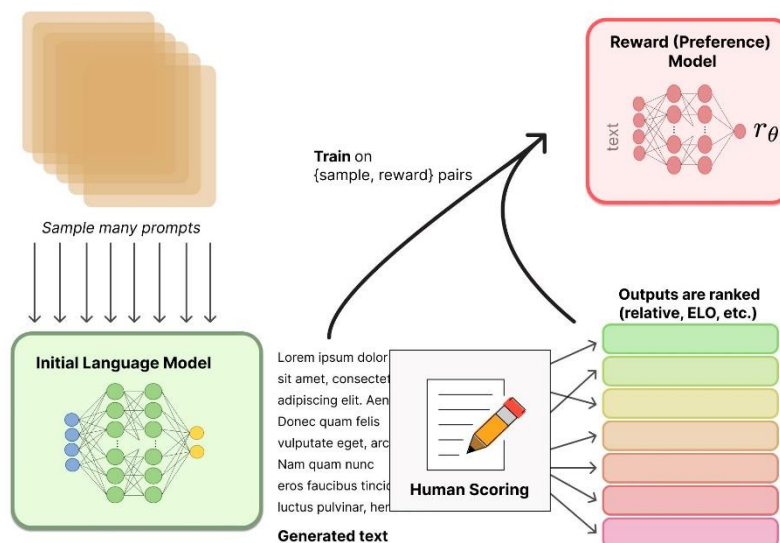 Reward (Preference)
Model
text
rθ
Train on
{sample, reward} pairs
Sample many prompts
Initial Language Model
Lorem ipsum dolor
sit amet, consectet
adipiscing elit. Aen
Donec quam felis
vulputate eget, arc
Nam quam nunc
eros faucibus tincid
luctus pulvinar, her
Generated text
Human Scoring
Outputs are ranked
(relative, ELO, etc.)